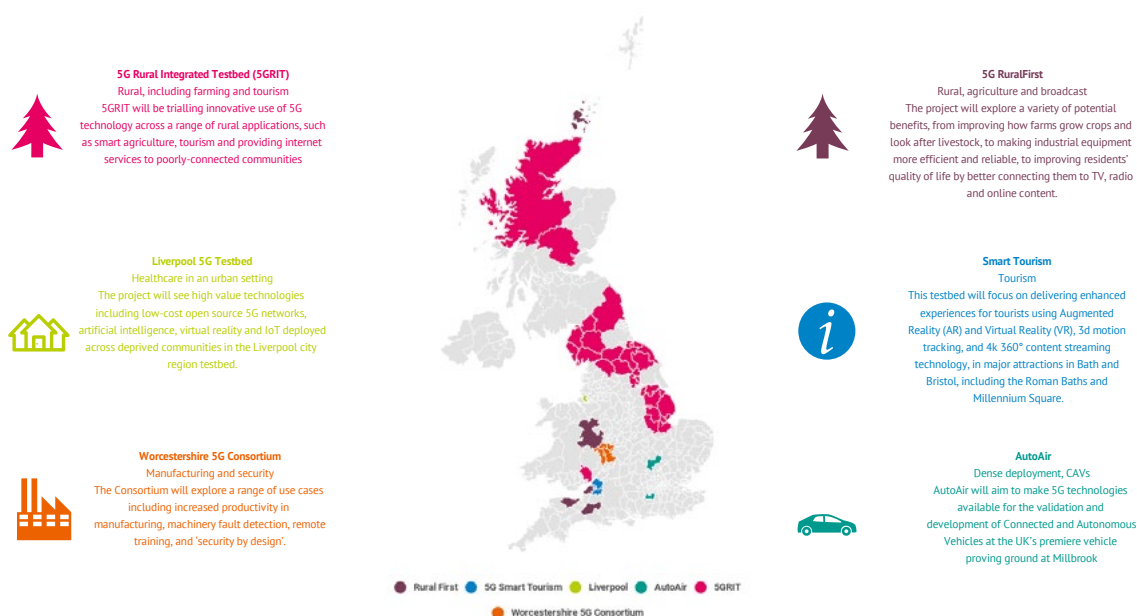 5G Rural Integrated Testbed (5GRIT)
Rural, including farming and tourism
5GRIT will be trialling innovative use of 5G
technology across a range of rural applications, such
as smart agriculture, tourism and providing internet
services to poorly-connected communities
Liverpool 5G Testbed
Healthcare in an urban setting
The project will see high value technologies
including low-cost open source 5G networks,
artificial intelligence, virtual reality and IoT deployed
across deprived communities in the Liverpool city
region testbed.
Worcestershire 5G Consortium
Manufacturing and security
The Consortium will explore a range of use cases
including increased productivity in
manufacturing, machinery fault detection, remote
training, and 'security by design'.
5G RuralFirst
Rural, agriculture and broadcast
The project will explore a variety of potential
benefits, from improving how farms grow crops and
look after livestock, to making industrial equipment
more efficient and reliable, to improving residents'
quality of life by better connecting them to TV, radio
and online content.
Smart Tourism
Tourism
This testbed will focus on delivering enhanced
experiences for tourists using Augmented
Reality (AR) and Virtual Reality (VR), 3d motion
tracking, and 4k 360° content streaming
technology, in major attractions in Bath and
Bristol, including the Roman Baths and
Millennium Square.
AutoAir
Dense deployment, CAVs
AutoAir will aim to make 5G technologies
available for the validation and
development of Connected and Autonomous
Vehicles at the UK's premiere vehicle
proving ground at Millbrook
Rural First 5G Smart Tourism Liverpool AutoAir 5GRIT
Worcestershire 5G Consortium